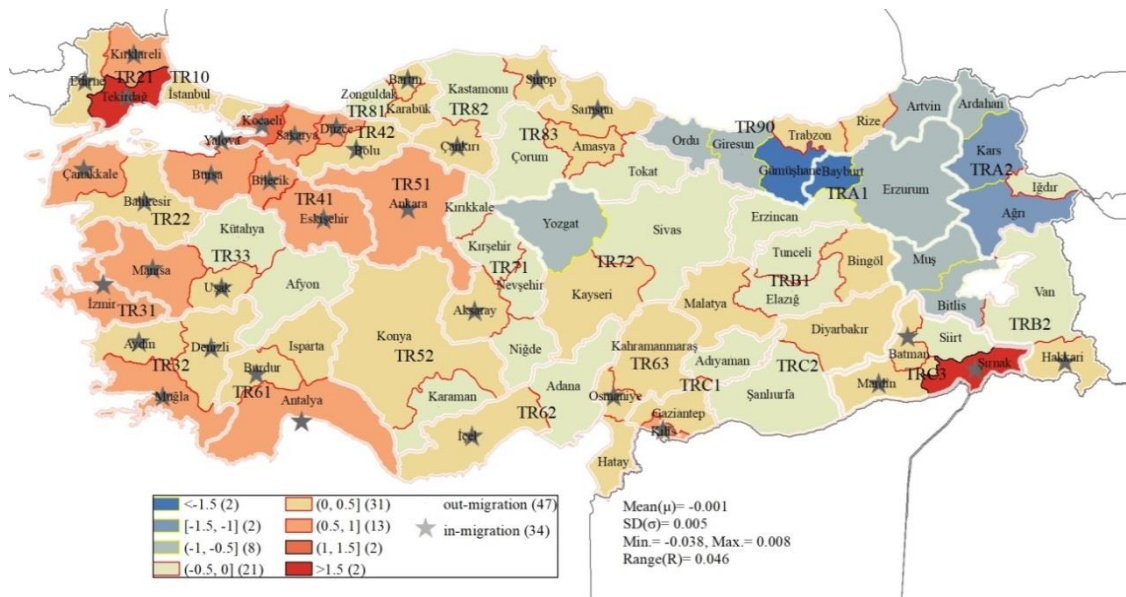 Kırklareli
Edirne
TR21
TR10
Tekirdağ
İstanbul
Kocaeli
Yalova
Sakarya
Düzce
TR42
Bolu
Zonguldak
TR81
Bartın
Karabük
Kastamonu
TR82
Çankırı
Sinop
Samsun
TR83
Amasya
Çorum
Tokat
Ordu
Giresun
TR90
Trabzon
Rize
Artvin
Ardahan
Kars
TRA2
Iğdır
Ağrı
Gümüşhane
Bayburt
TRA1
Erzurum
Erzincan
Çanakkale
Balıkesir
TR22
Bursa
Bilecik
TR41
Eskişehir
TR51
Ankara
Kırıkkale
Yozgat
Sivas
Kütahya
TR33
Manisa
İzmir
TR31
Uşak
Afyon
Kırşehir
TR71
Nevşehir
Aksaray
TR72
Kayseri
Tunceli
TRB1
Elazığ
Bingöl
Muş
Bitlis
Van
TRB2
Malatya
Diyarbakır
Siirt
Batman
TRC3
Şırnak
Hakkari
Mardin
Aydın
Denizli
TR32
Muğla
Burdur
TR61
Isparta
Antalya
Konya
TR52
Karaman
Niğde
Adana
İçel
TR62
Kahramanmaraş
TR63
Osmaniye
Adıyaman
TRC1
TRC2
Şanlıurfa
Gaziantep
Kilis
Hatay
<-1.5 (2)
[-1.5, -1] (2)
(-1, -0.5] (8)
(-0.5, 0] (21)
(0, 0.5] (31)
(0.5, 1] (13)
(1, 1.5] (2)
>1.5 (2)
out-migration (47)
in-migration (34)
Mean(μ)= -0.001
SD(σ)= 0.005
Min.= -0.038, Max.= 0.008
Range(R)= 0.046